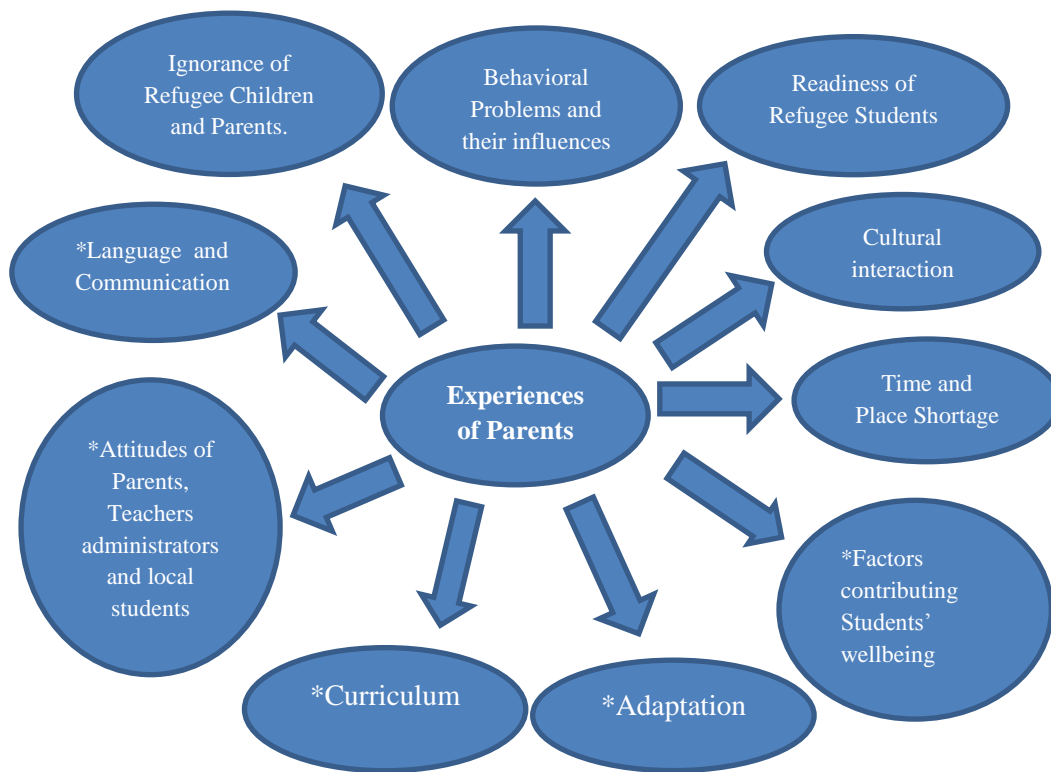 Ignorance of
Refugee Children
and Parents.
Behavioral
Problems and
their influences
Readiness of
Refugee Students
*Language and
Communication
Cultural
interaction
Experiences
of Parents
Time and
Place Shortage
*Attitudes of
Parents,
Teachers
administrators
and local
students
*Factors
contributing
Students’
wellbeing
*Curriculum
*Adaptation